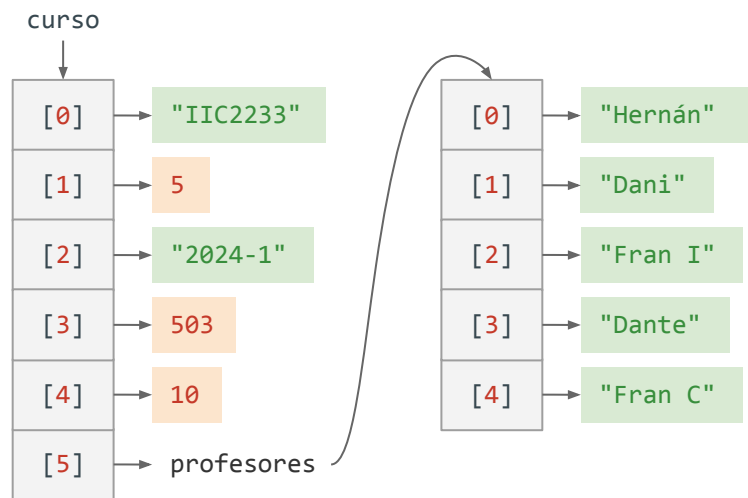 curso
[0] "IIC2233"
[1] 5
[2] "2024-1"
[3] 503
[4] 10
[5] profesores
[0] "Hernán"
[1] "Dani"
[2] "Fran I"
[3] "Dante"
[4] "Fran C"